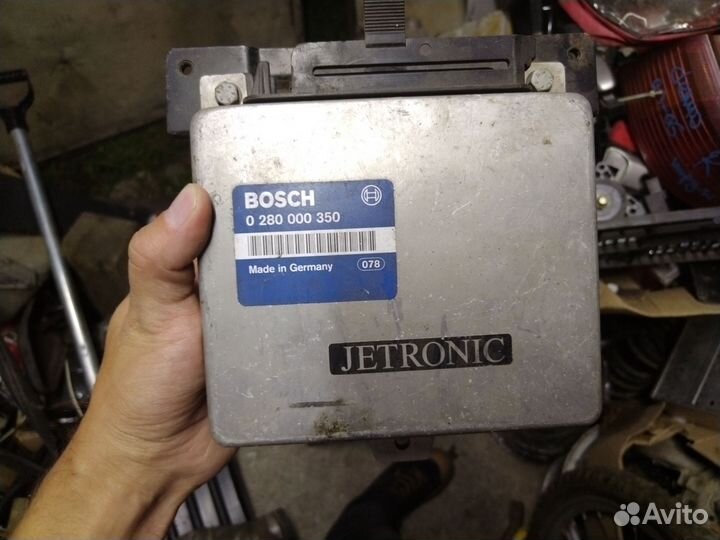 BOSCH
0 280 000 350
Made in Germany
078
JETRONIC
Avito